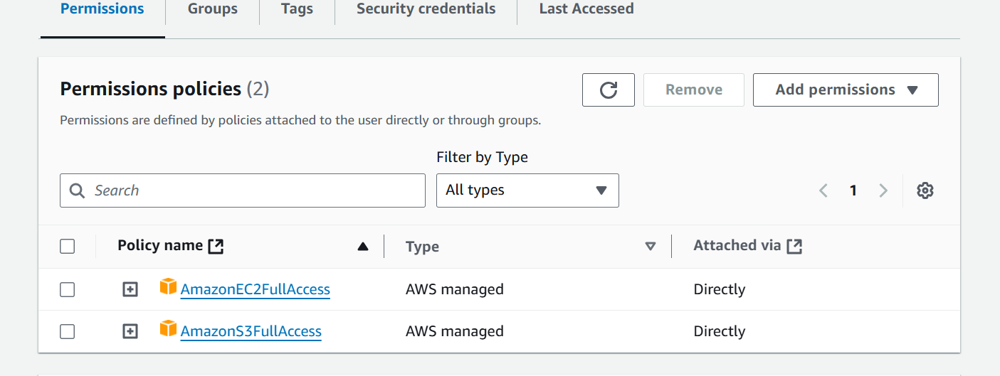 Permissions Groups Tags Security credentials Last Accessed
Permissions policies (2) Remove Add permissions
Permissions are defined by policies attached to the user directly or through groups.
Filter by Type
Search All types 1
Policy name Type Attached via
AmazonEC2FullAccess AWS managed Directly
AmazonS3FullAccess AWS managed Directly